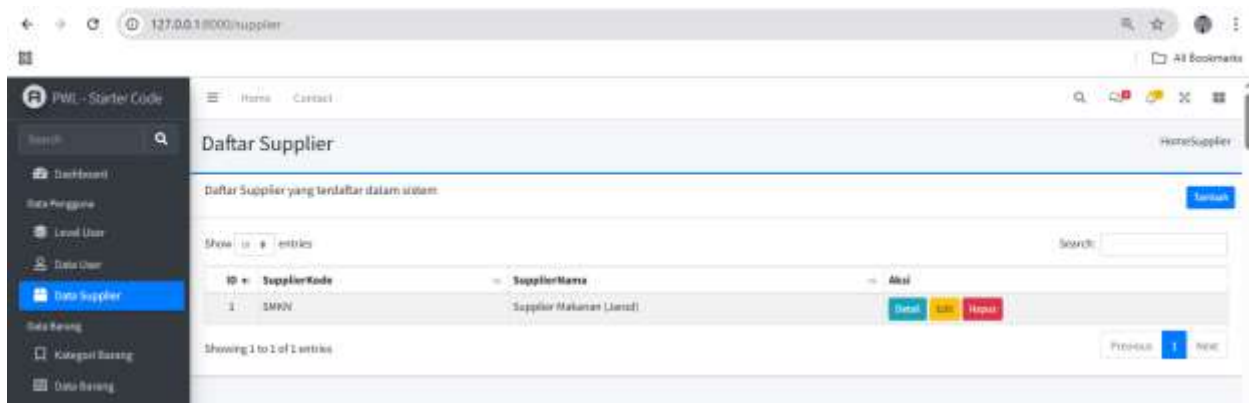 127.0.0.1:8000/supplier
All Bookmarks
PWL - Starter Code
Home Contact
Search
Daftar Supplier
HomeSupplier
Dashboard
Daftar Supplier yang terdaftar dalam sistem
Tambah
Data Pengguna
Level User
Show 10 entries
Search:
Data User
ID SupplierKode SupplierNama Aksi
Data Supplier
1 SMKN Supplier Makanan Detail Edit Hapus
Data Barang
Showing 1 to 1 of 1 entries
Previous 1 Next
Kategori Barang
Data Barang